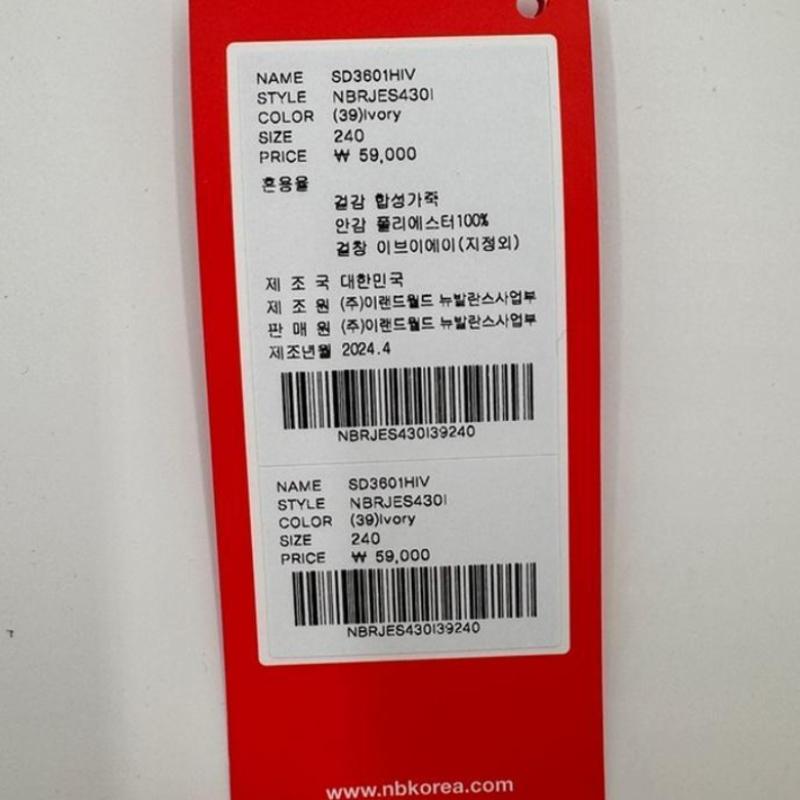 NAME SD3601HIV
STYLE NBRJES430I
COLOR (39)Ivory
SIZE 240
PRICE ₩ 59,000
혼용율
겉감 합성가죽
안감 폴리에스터100%
겉창 이브이에이(지정외)
제 조 국 대한민국
제 조 원 (주)이랜드월드 뉴발란스사업부
판 매 원 (주)이랜드월드 뉴발란스사업부
제조년월 2024.4
NBRJES430I39240
NAME SD3601HIV
STYLE NBRJES430I
COLOR (39)Ivory
SIZE 240
PRICE ₩ 59,000
NBRJES430I39240
www.nbkorea.com